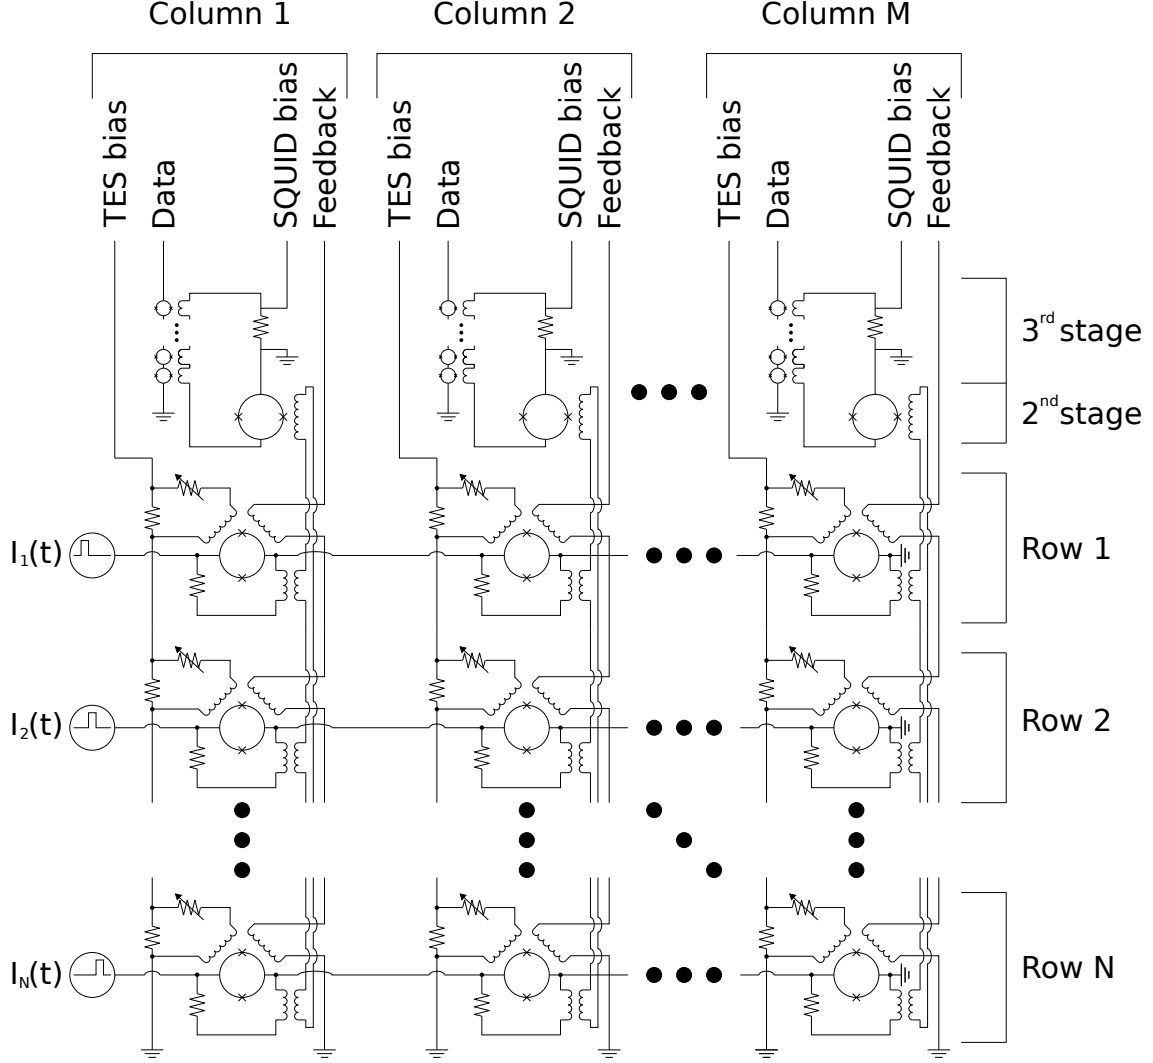 Column 1 Column 2 Column M
TES bias Data SQUID bias Feedback TES bias Data SQUID bias Feedback TES bias Data SQUID bias Feedback
3rd stage
2nd stage
I1(t) Row 1
I2(t) Row 2
IN(t) Row N